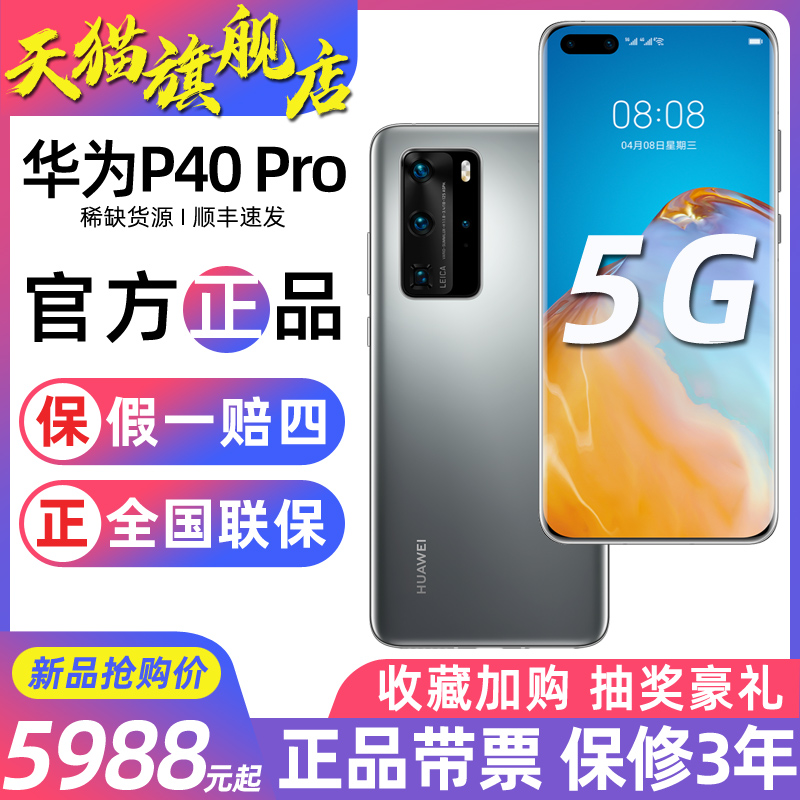 天猫旗舰店
华为P40 Pro
稀缺货源 | 顺丰速发
官方正品
保 假一赔四
正 全国联保
LEICA
HUAWEI
08:08
04月08日星期三
5G
新品抢购价
5988元起
收藏加购 抽奖豪礼
正品带票 保修3年